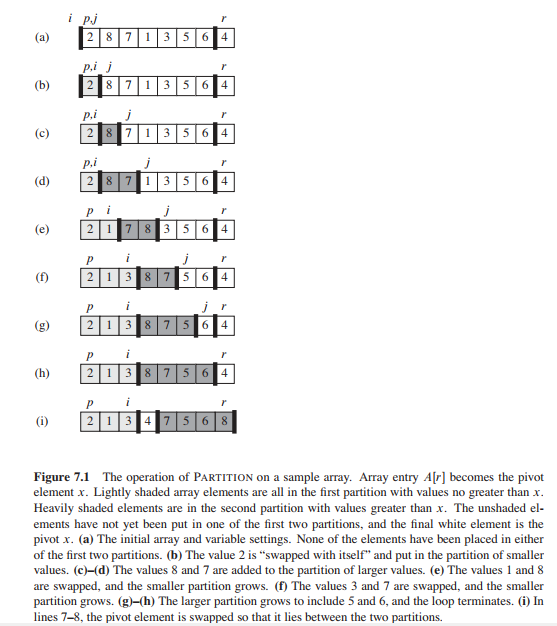 i p,j r
(a) 2 8 7 1 3 5 6 4
p,i j r
(b) 2 8 7 1 3 5 6 4
p,i j r
(c) 2 8 7 1 3 5 6 4
p,i j r
(d) 2 8 7 1 3 5 6 4
p i j r
(e) 2 1 7 8 3 5 6 4
p i j r
(f) 2 1 3 8 7 5 6 4
p i j r
(g) 2 1 3 8 7 5 6 4
p i r
(h) 2 1 3 8 7 5 6 4
p i r
(i) 2 1 3 4 7 5 6 8
Figure 7.1 The operation of PARTITION on a sample array. Array entry A[r] becomes the pivot
element x. Lightly shaded array elements are all in the first partition with values no greater than x.
Heavily shaded elements are in the second partition with values greater than x. The unshaded el-
ements have not yet been put in one of the first two partitions, and the final white element is the
pivot x. (a) The initial array and variable settings. None of the elements have been placed in either
of the first two partitions. (b) The value 2 is “swapped with itself” and put in the partition of smaller
values. (c)–(d) The values 8 and 7 are added to the partition of larger values. (e) The values 1 and 8
are swapped, and the smaller partition grows. (f) The values 3 and 7 are swapped, and the smaller
partition grows. (g)–(h) The larger partition grows to include 5 and 6, and the loop terminates. (i) In
lines 7–8, the pivot element is swapped so that it lies between the two partitions.